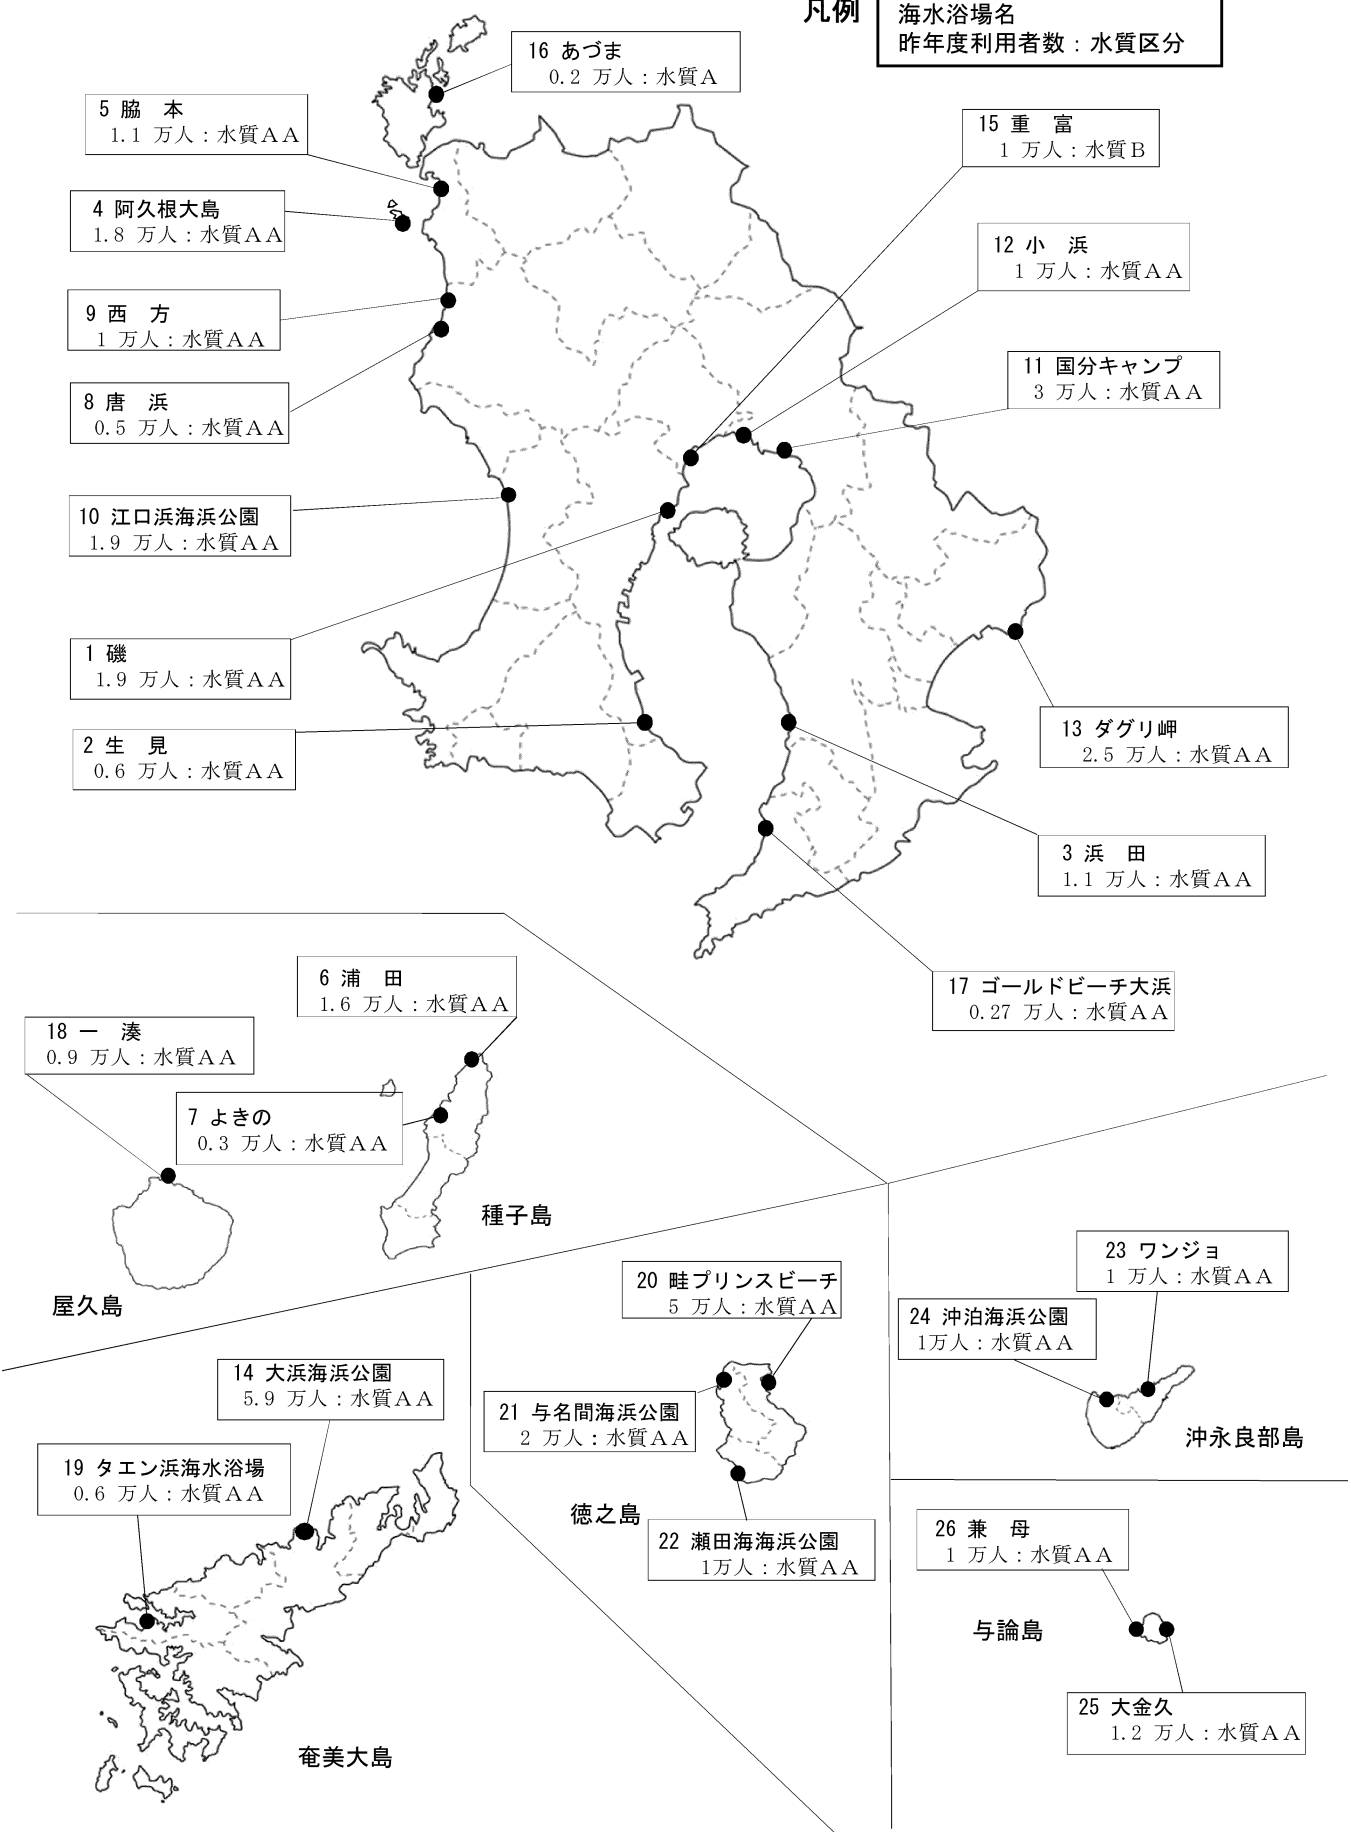 凡例
海水浴場名
昨年度利用者数：水質区分
16 あづま
0.2 万人：水質Ａ
5 脇　本
1.1 万人：水質ＡＡ
15 重　富
1 万人：水質Ｂ
4 阿久根大島
1.8 万人：水質ＡＡ
12 小　浜
1 万人：水質ＡＡ
9 西　方
1 万人：水質ＡＡ
11 国分キャンプ
3 万人：水質ＡＡ
8 唐　浜
0.5 万人：水質ＡＡ
10 江口浜海浜公園
1.9 万人：水質ＡＡ
1 磯
1.9 万人：水質ＡＡ
13 ダグリ岬
2.5 万人：水質ＡＡ
2 生　見
0.6 万人：水質ＡＡ
3 浜　田
1.1 万人：水質ＡＡ
17 ゴールドビーチ大浜
0.27 万人：水質ＡＡ
6 浦　田
1.6 万人：水質ＡＡ
18 一　湊
0.9 万人：水質ＡＡ
7 よきの
0.3 万人：水質ＡＡ
種子島
屋久島
20 畦プリンスビーチ
5 万人：水質ＡＡ
23 ワンジョ
1 万人：水質ＡＡ
24 沖泊海浜公園
1万人：水質ＡＡ
14 大浜海浜公園
5.9 万人：水質ＡＡ
21 与名間海浜公園
2 万人：水質ＡＡ
沖永良部島
19 タエン浜海水浴場
0.6 万人：水質ＡＡ
徳之島
22 瀬田海海浜公園
1万人：水質ＡＡ
26 兼　母
1 万人：水質ＡＡ
与論島
25 大金久
1.2 万人：水質ＡＡ
奄美大島